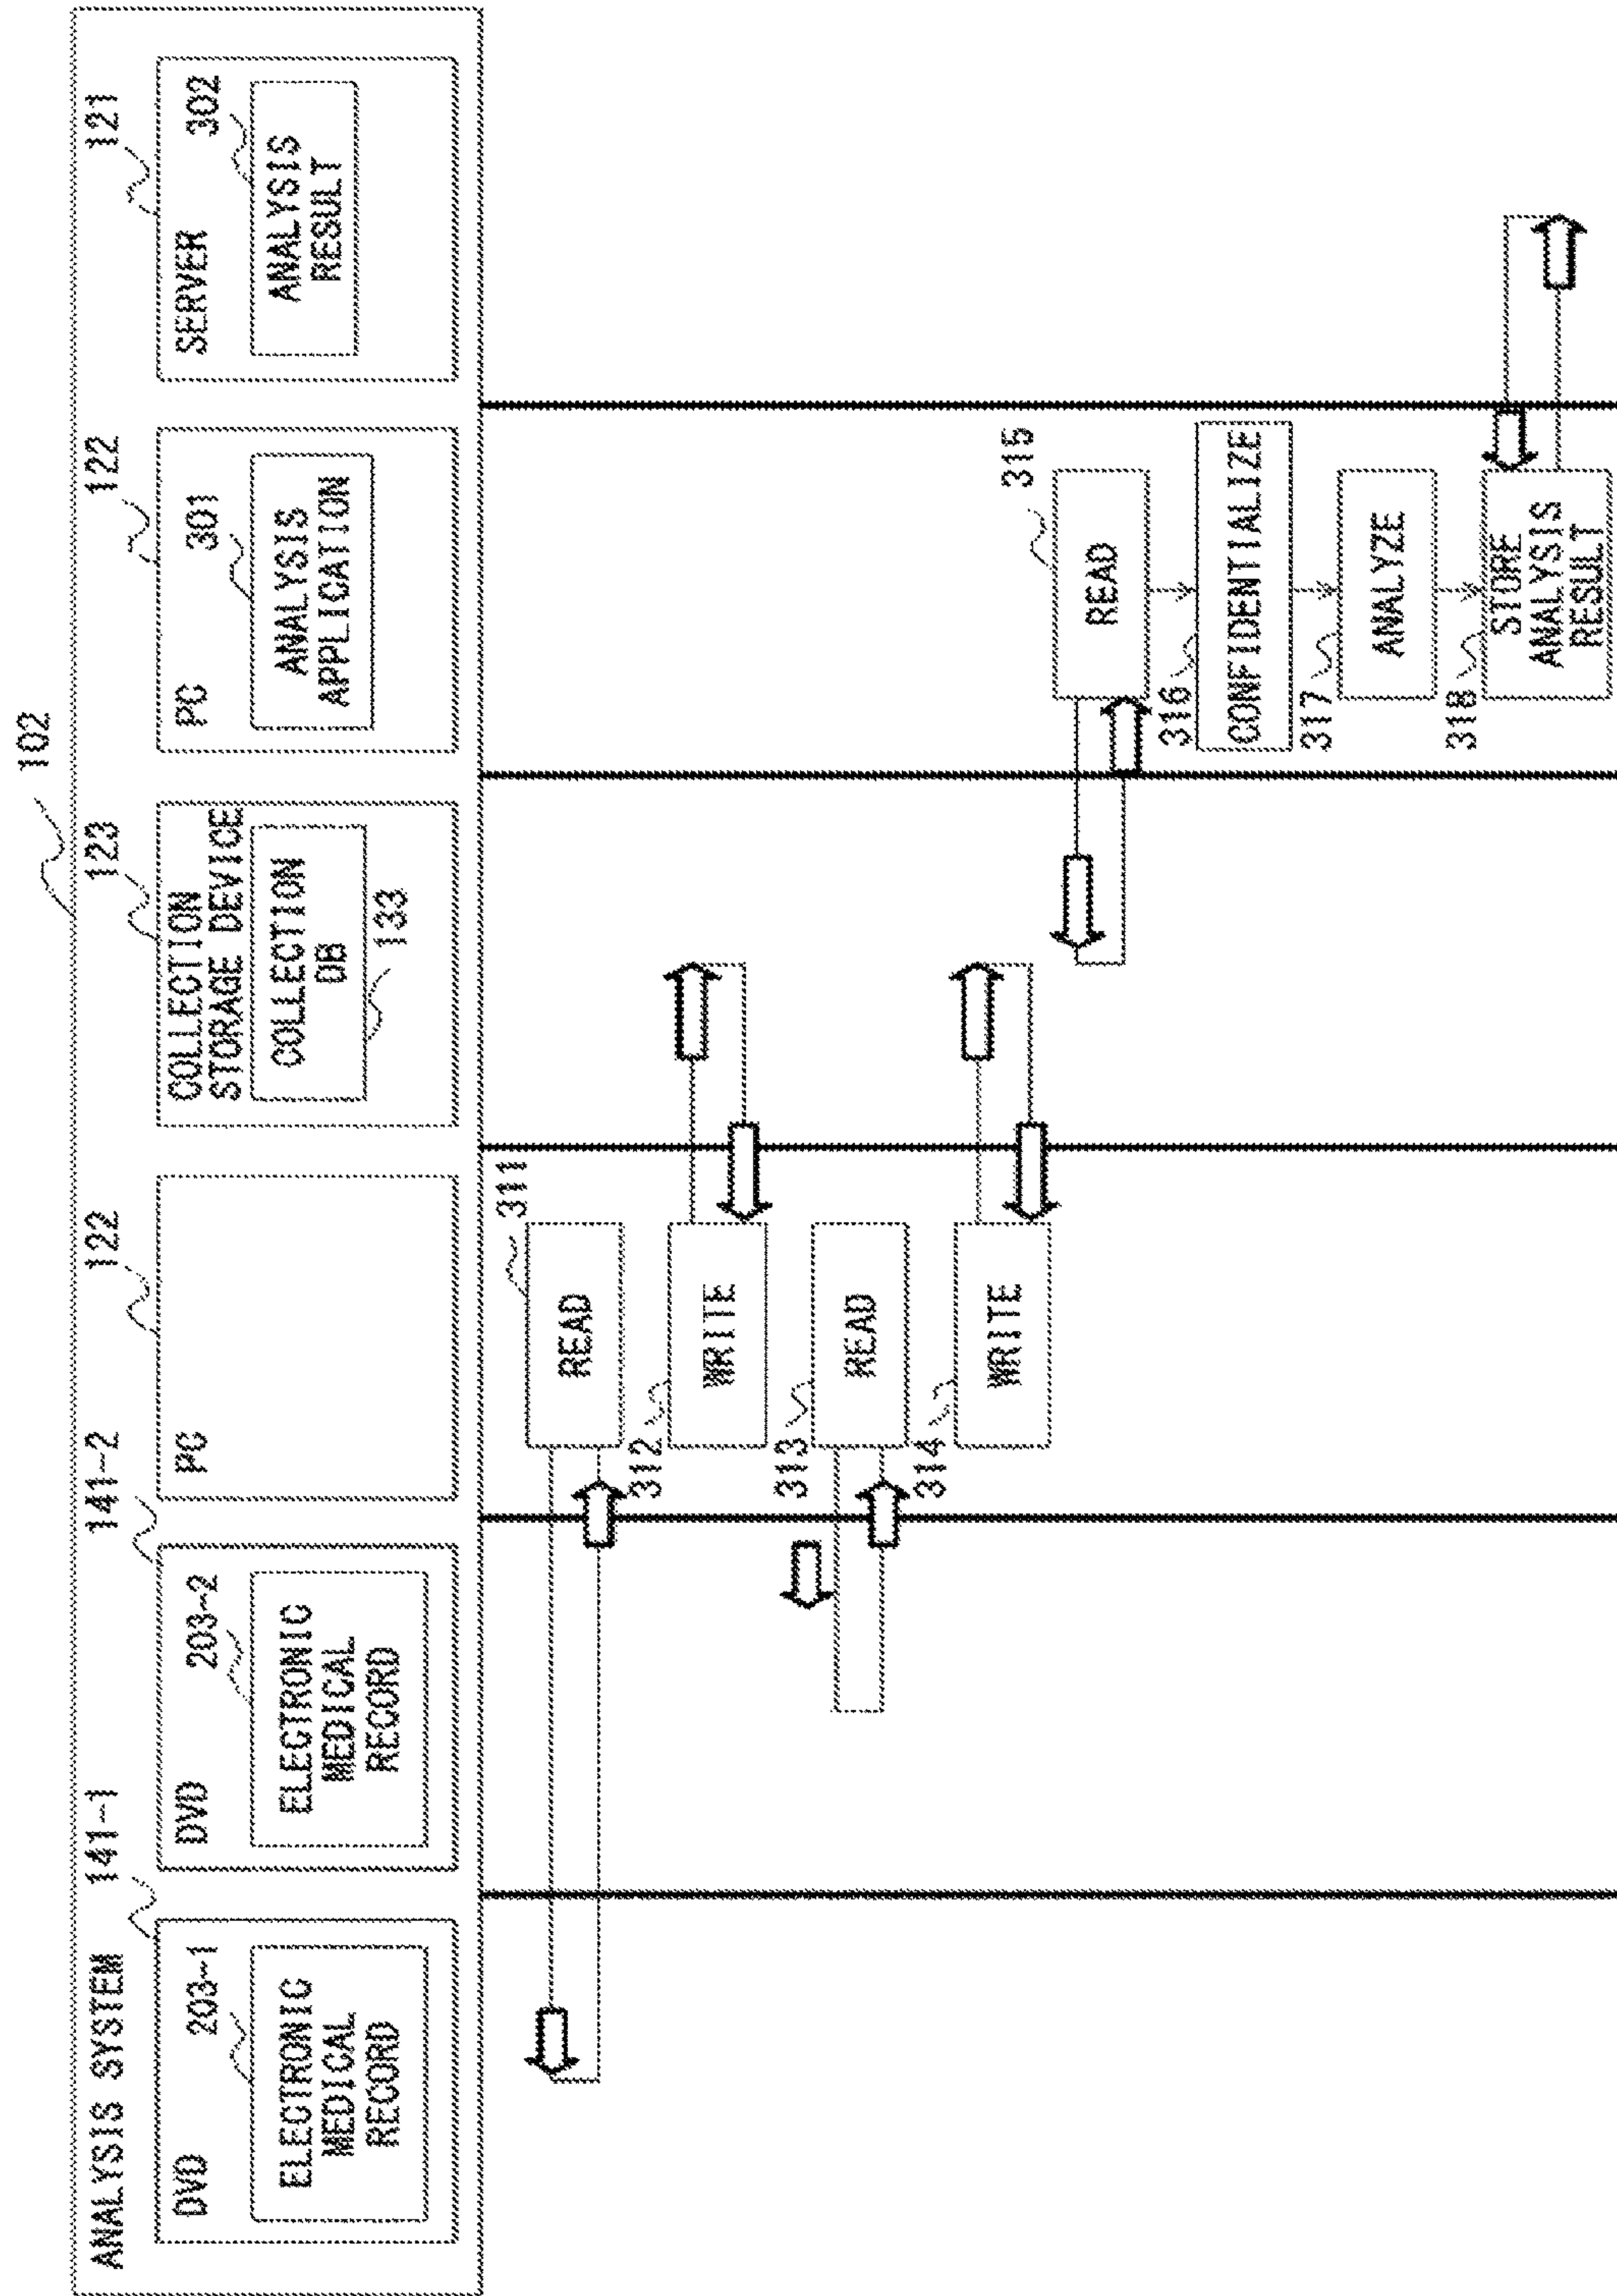 102
ANALYSIS SYSTEM
141-1
141-2
122
123
122
121
DVD
203-1
ELECTRONIC
MEDICAL
RECORD
DVD
203-2
ELECTRONIC
MEDICAL
RECORD
PC
COLLECTION
STORAGE DEVICE
COLLECTION
DB
133
PC
301
ANALYSIS
APPLICATION
SERVER
302
ANALYSIS
RESULT
311
READ
312
WRITE
313
READ
314
WRITE
315
READ
316
CONFIDENTIALIZE
317
ANALYZE
318
STORE
ANALYSIS
RESULT